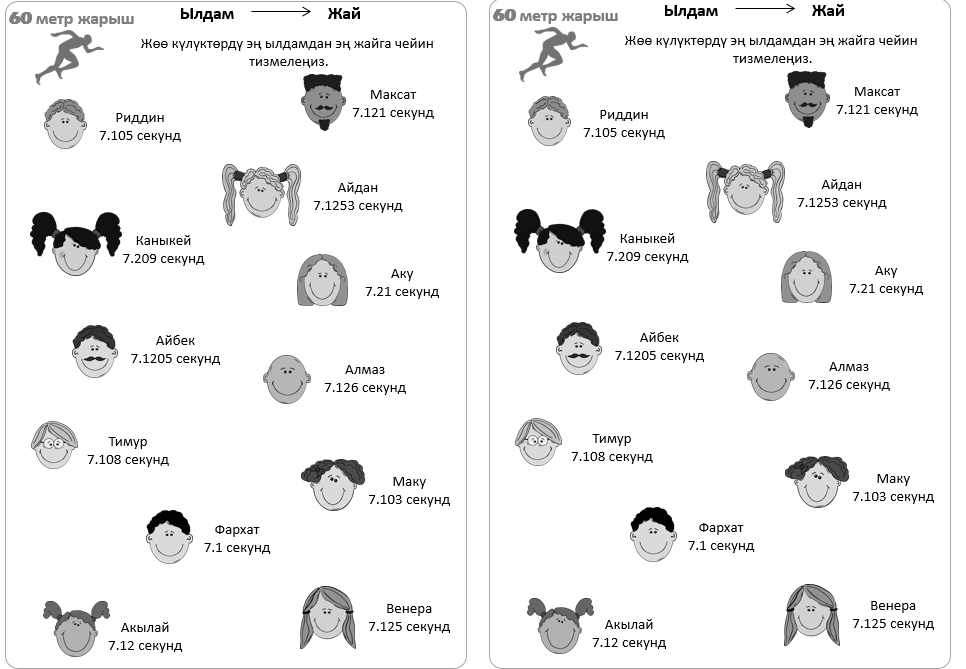 60 метр жарыш
Ылдам → Жай
Жөө күлүктөрдү эң ылдамдан эң жайга чейин
тизмелеңиз.
Максат
7.121 секунд
Риддин
7.105 секунд
Айдан
7.1253 секунд
Каныкей
7.209 секунд
Аку
7.21 секунд
Айбек
7.1205 секунд
Алмаз
7.126 секунд
Тимур
7.108 секунд
Маку
7.103 секунд
Фархат
7.1 секунд
Венера
7.125 секунд
Акылай
7.12 секунд
60 метр жарыш
Ылдам → Жай
Жөө күлүктөрдү эң ылдамдан эң жайга чейин
тизмелеңиз.
Максат
7.121 секунд
Риддин
7.105 секунд
Айдан
7.1253 секунд
Каныкей
7.209 секунд
Аку
7.21 секунд
Айбек
7.1205 секунд
Алмаз
7.126 секунд
Тимур
7.108 секунд
Маку
7.103 секунд
Фархат
7.1 секунд
Венера
7.125 секунд
Акылай
7.12 секунд